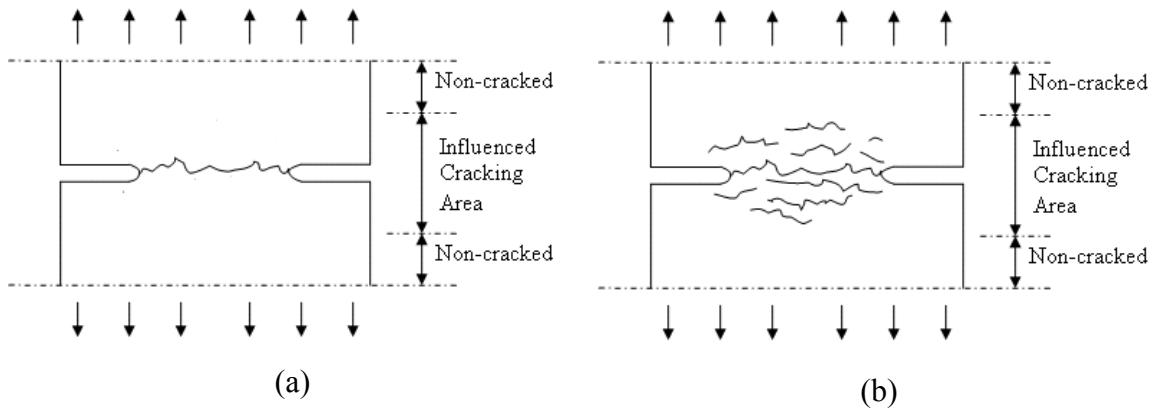 Non-cracked
Influenced
Cracking
Area
Non-cracked
(a)
Non-cracked
Influenced
Cracking
Area
Non-cracked
(b)